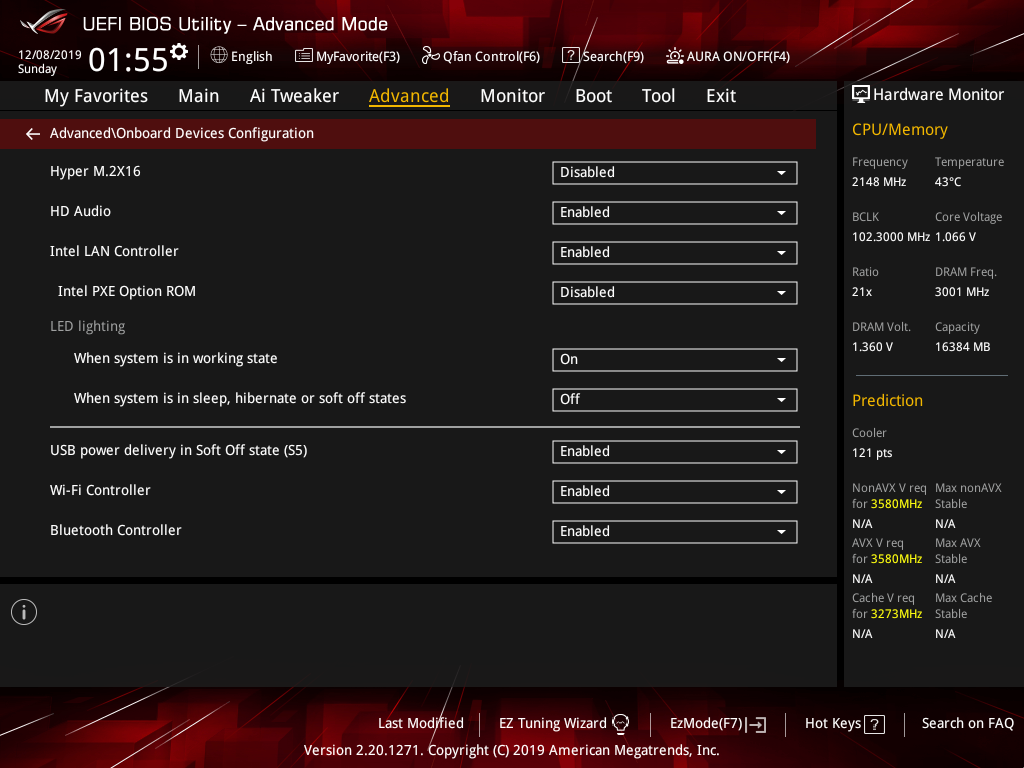 UEFI BIOS Utility – Advanced Mode
12/08/2019
Sunday
01:55
English
MyFavorite(F3)
Qfan Control(F6)
? Search(F9)
AURA ON/OFF(F4)
My Favorites Main Ai Tweaker Advanced Monitor Boot Tool Exit
← Advanced\Onboard Devices Configuration
Hyper M.2X16 Disabled
HD Audio Enabled
Intel LAN Controller Enabled
Intel PXE Option ROM Disabled
LED lighting
When system is in working state On
When system is in sleep, hibernate or soft off states Off
USB power delivery in Soft Off state (S5) Enabled
Wi-Fi Controller Enabled
Bluetooth Controller Enabled
i
Hardware Monitor
CPU/Memory
Frequency Temperature
2148 MHz 43°C
BCLK Core Voltage
102.3000 MHz 1.066 V
Ratio DRAM Freq.
21x 3001 MHz
DRAM Volt. Capacity
1.360 V 16384 MB
Prediction
Cooler
121 pts
NonAVX V req Max nonAVX
for 3580MHz Stable
N/A N/A
AVX V req Max AVX
for 3580MHz Stable
N/A N/A
Cache V req Max Cache
for 3273MHz Stable
N/A N/A
Last Modified
EZ Tuning Wizard
EzMode(F7)
Hot Keys ?
Search on FAQ
Version 2.20.1271. Copyright (C) 2019 American Megatrends, Inc.